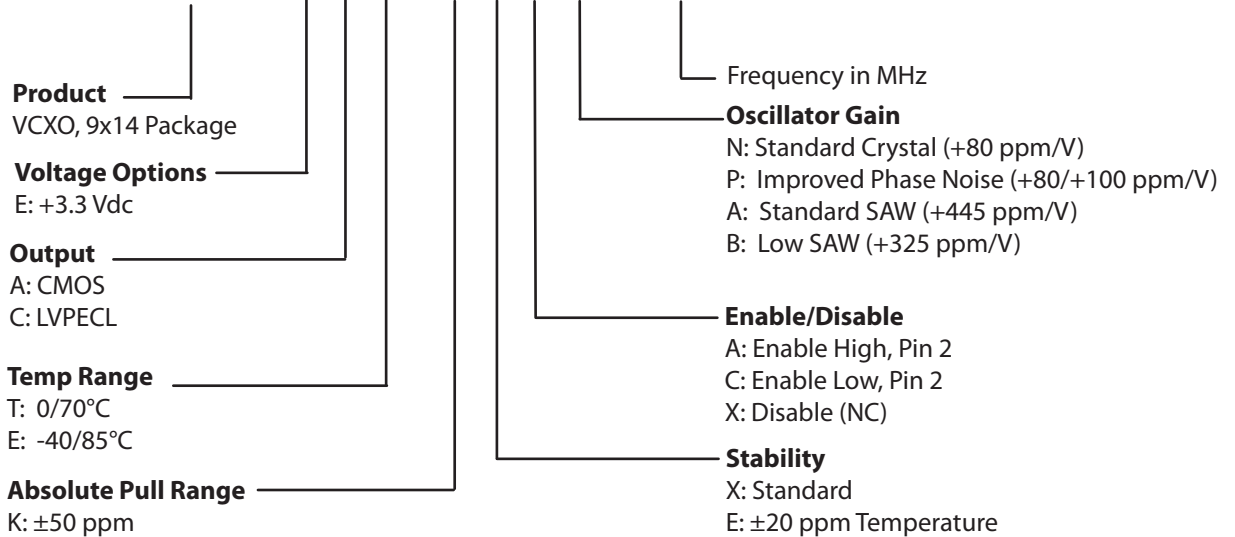 Product
VCXO, 9x14 Package
Voltage Options
E: +3.3 Vdc
Output
A: CMOS
C: LVPECL
Temp Range
T: 0/70°C
E: -40/85°C
Absolute Pull Range
K: ±50 ppm
Frequency in MHz
Oscillator Gain
N: Standard Crystal (+80 ppm/V)
P: Improved Phase Noise (+80/+100 ppm/V)
A: Standard SAW (+445 ppm/V)
B: Low SAW (+325 ppm/V)
Enable/Disable
A: Enable High, Pin 2
C: Enable Low, Pin 2
X: Disable (NC)
Stability
X: Standard
E: ±20 ppm Temperature